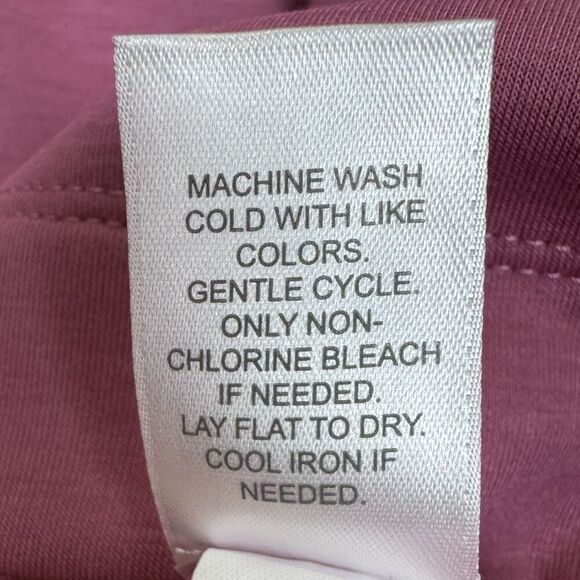 MACHINE WASH
COLD WITH LIKE
COLORS.
GENTLE CYCLE.
ONLY NON-
CHLORINE BLEACH
IF NEEDED.
LAY FLAT TO DRY.
COOL IRON IF
NEEDED.